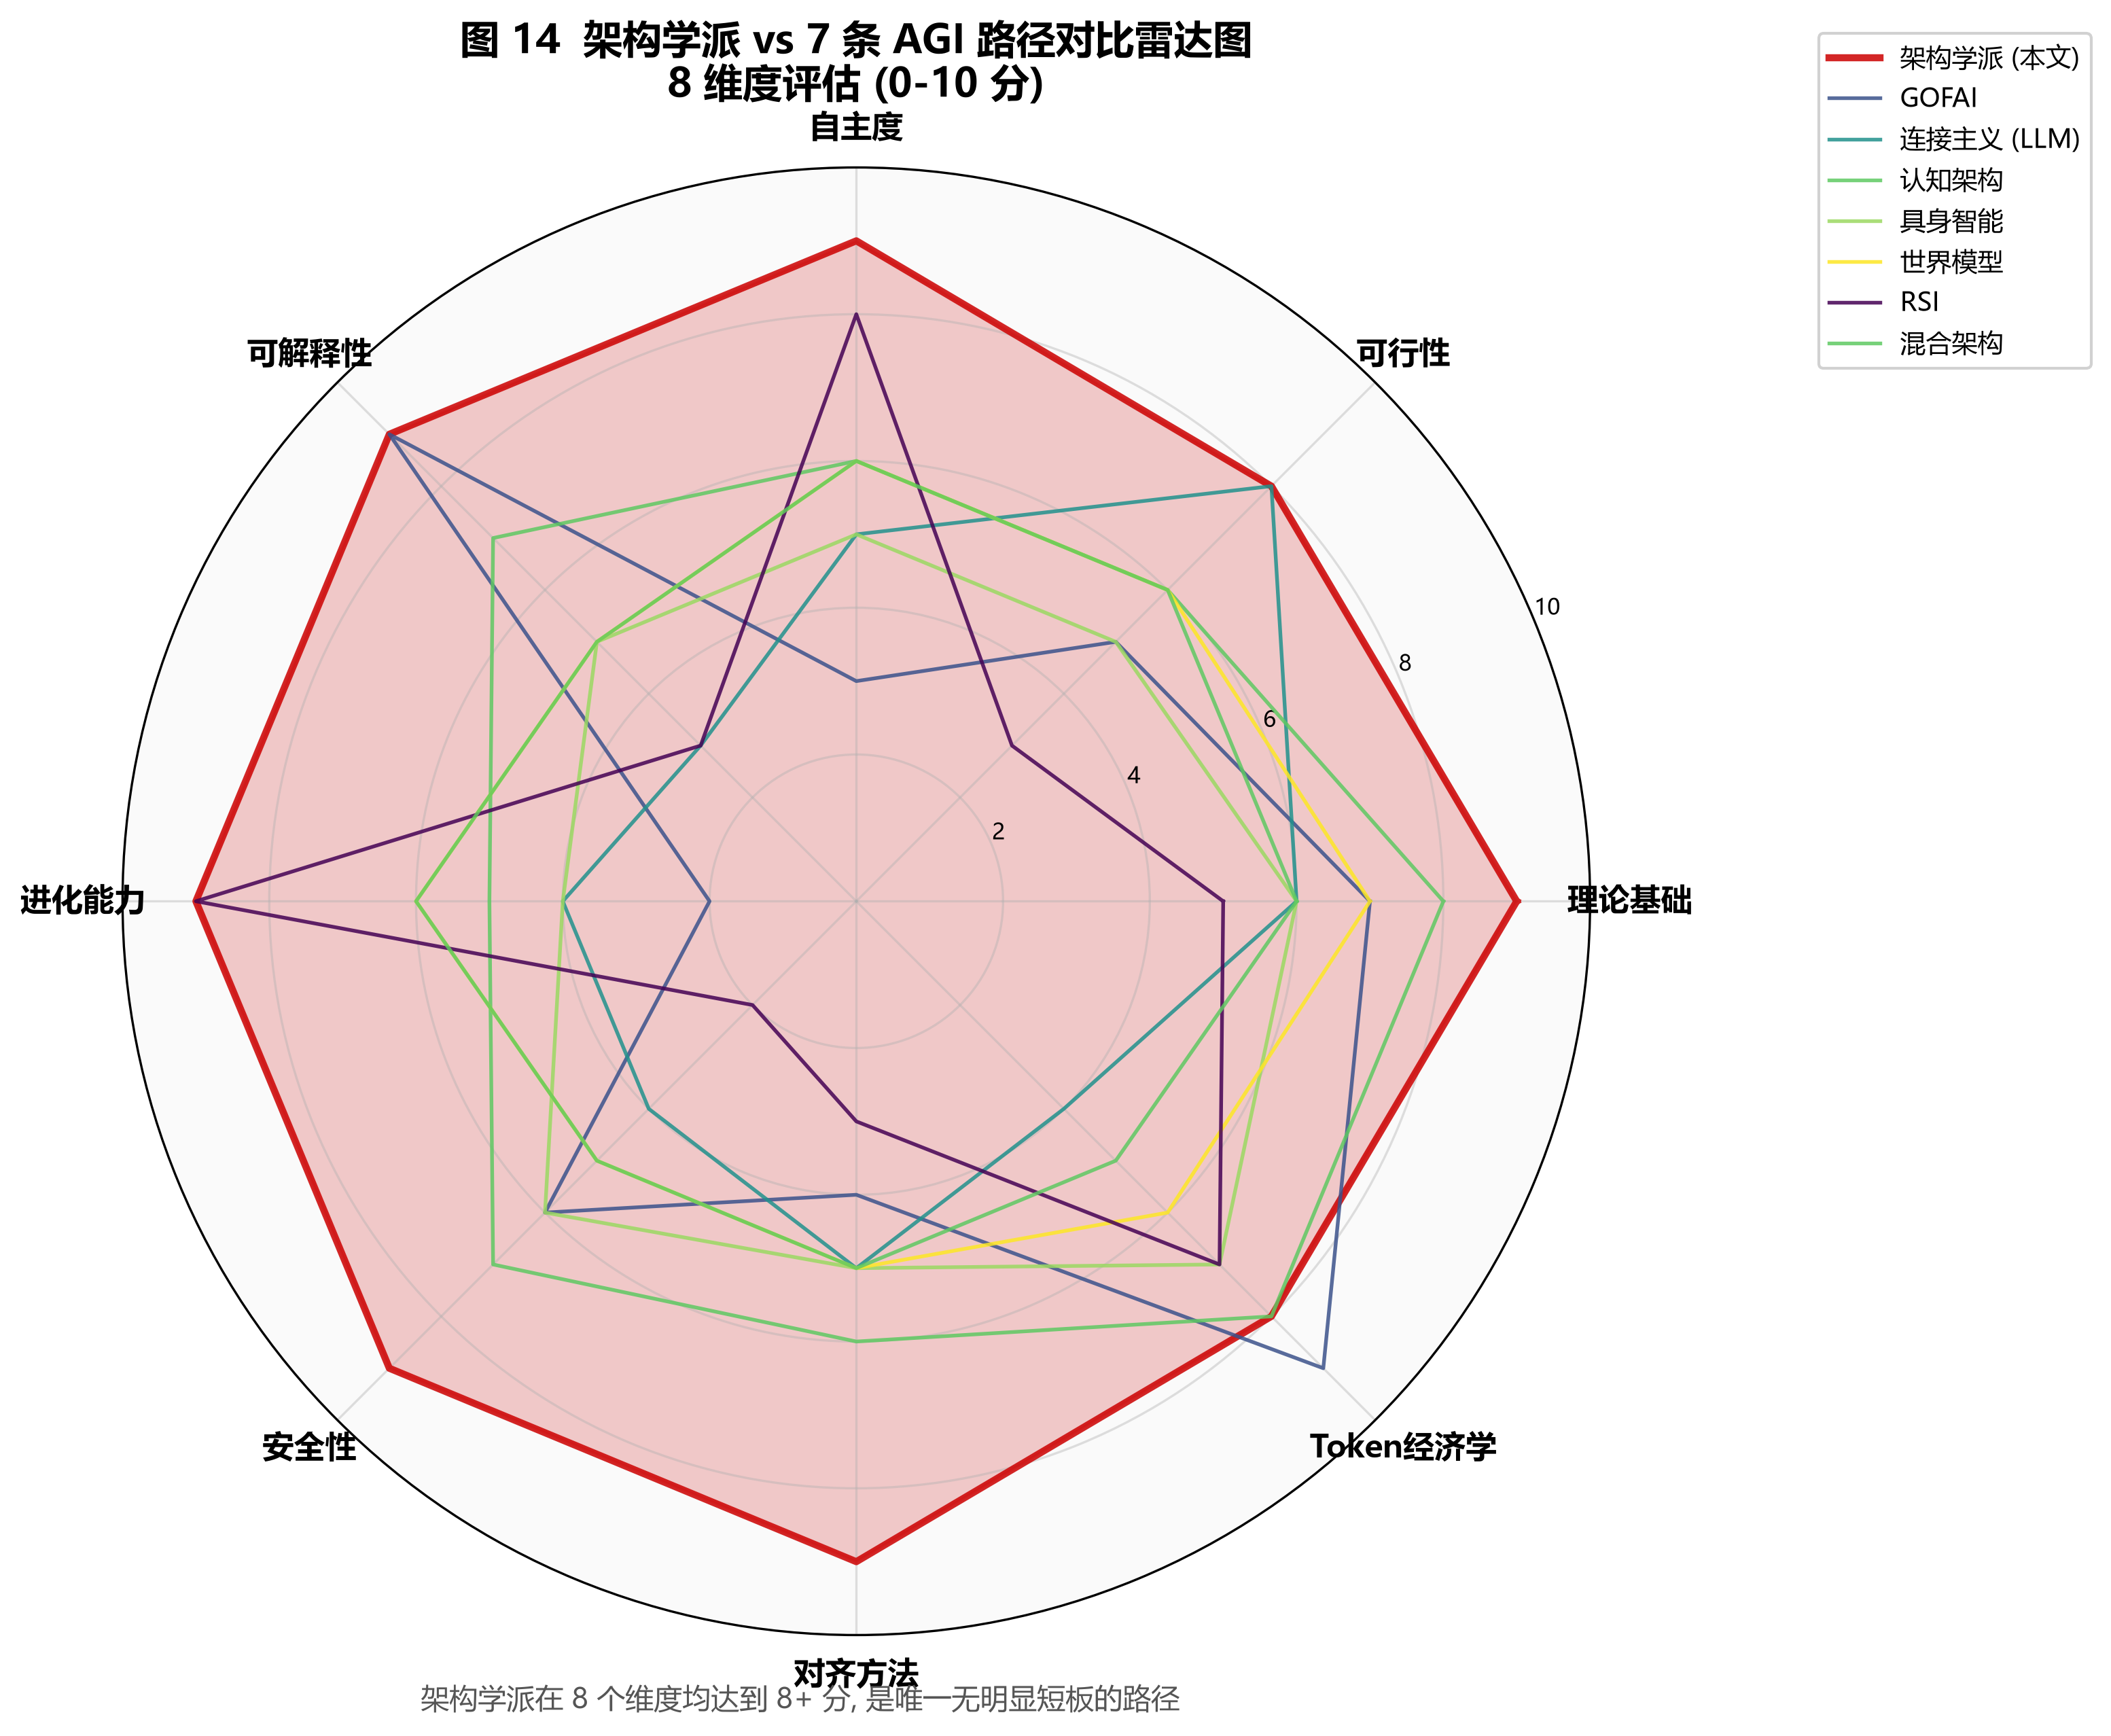 图 14 架构学派 vs 7 条 AGI 路径对比雷达图
8 维度评估 (0-10 分)
架构学派 (本文)
GOFAI
连接主义 (LLM)
认知架构
具身智能
世界模型
RSI
混合架构
自主度
可解释性
可行性
10
8
6
4
2
进化能力
理论基础
安全性
Token经济学
对齐方法
架构学派在 8 个维度均达到 8+ 分, 是唯一无明显短板的路径